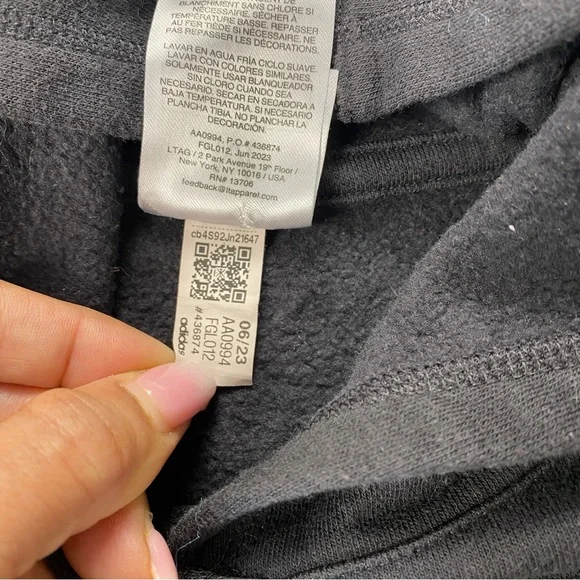 BLANCHIMENT SANS CHLORE SI
NÉCESSAIRE. SÉCHER À
TEMPÉRATURE BASSE. REPASSER
AU FER TIÈDE SI NÉCESSAIRE. NE
PAS REPASSER LES DÉCORATIONS.
LAVAR EN AGUA FRÍA CICLO SUAVE
LAVAR CON COLORES SIMILARES.
SOLAMENTE USAR BLANQUEADOR
SIN CLORO CUANDO SEA
NECESARIO. SECAR EN SECADORA A
BAJA TEMPERATURA. SI NECESARIO,
PLANCHA TIBIA. NO PLANCHAR LA
DECORACIÓN.
AA0994, P.O.# 436874
FGL012, Jun 2023
LTAG / 2 Park Avenue 19th Floor /
New York, NY 10016 / USA
RN# 13706
feedback@ltapparel.com
cb4S92Jn21647
06/23
AA0994
FGL012
#436874
adidas